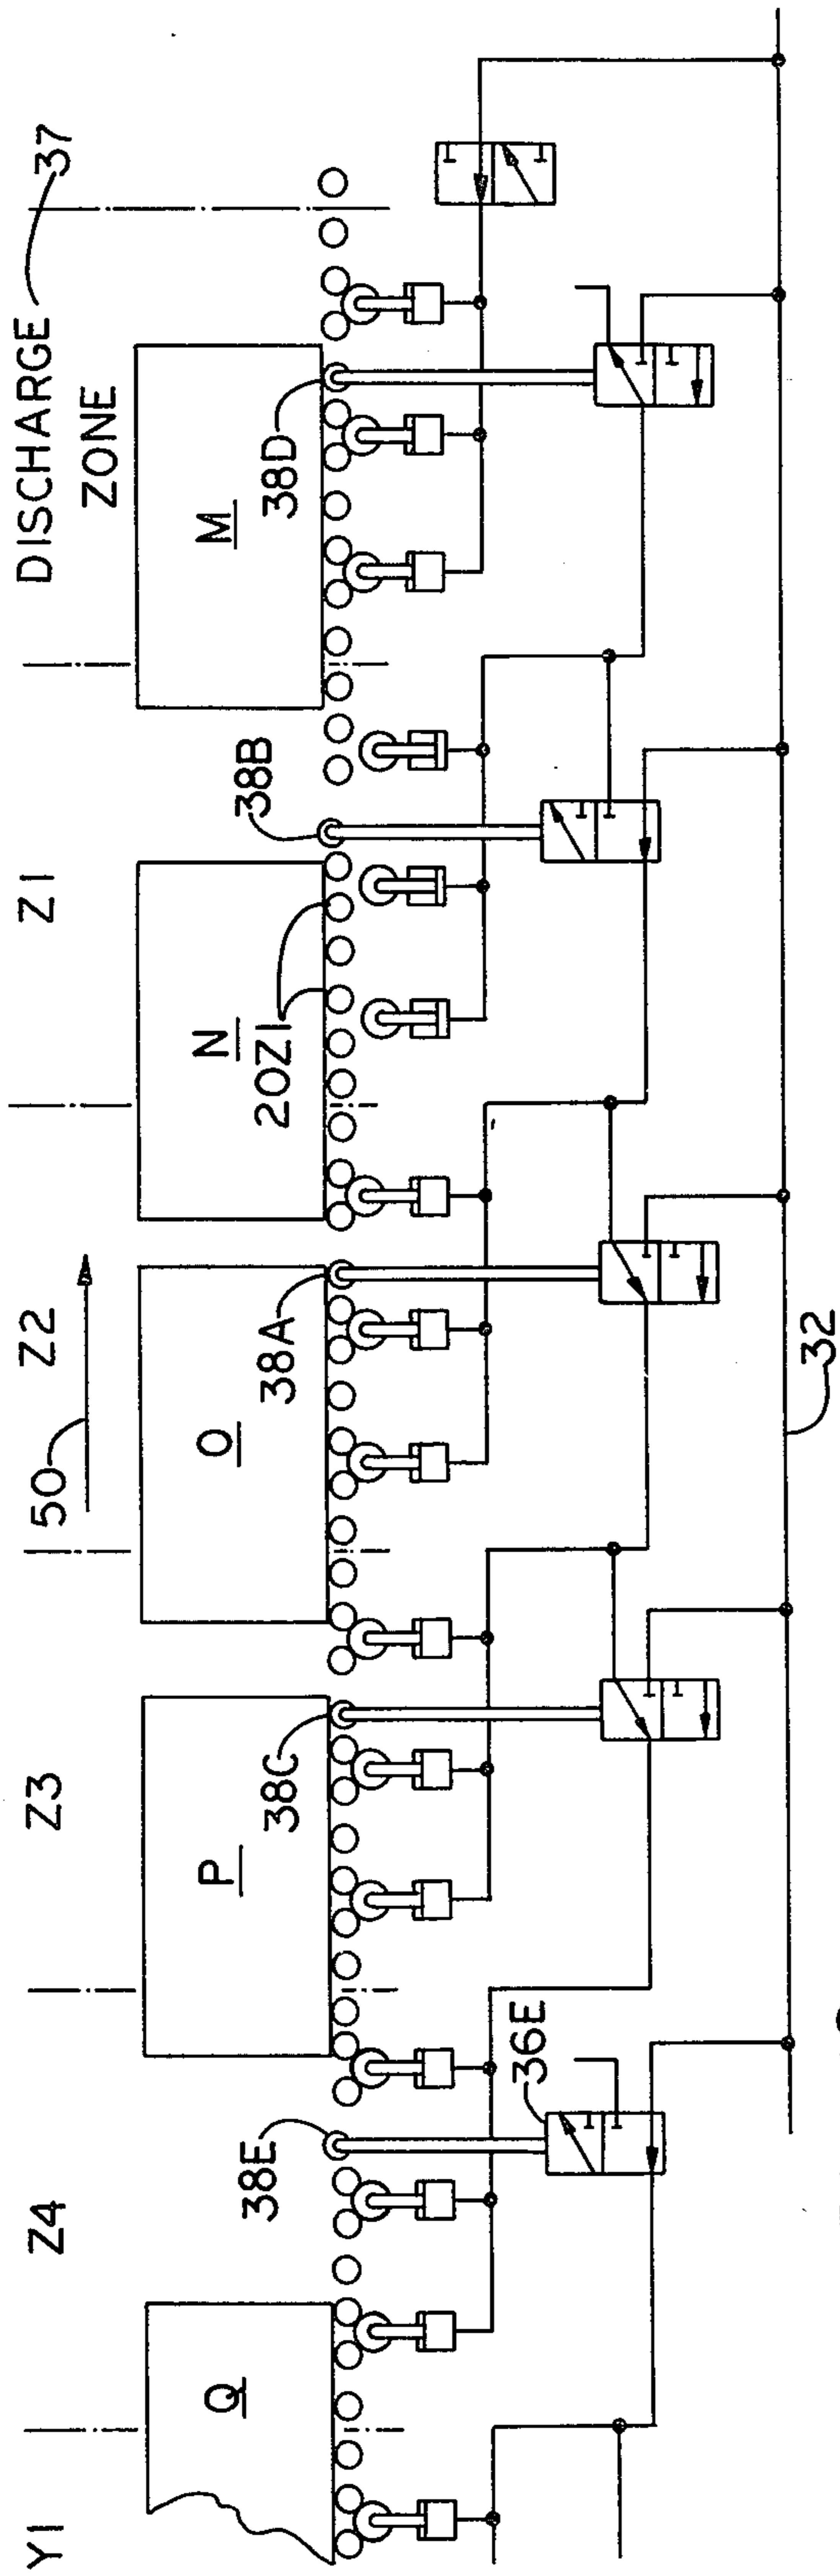 Y1
Z4
Z3
Z2
Z1
DISCHARGE 37
ZONE
50
Q
P
O
N
M
38E
38C
38A
20Z1
38B
38D
36E
32